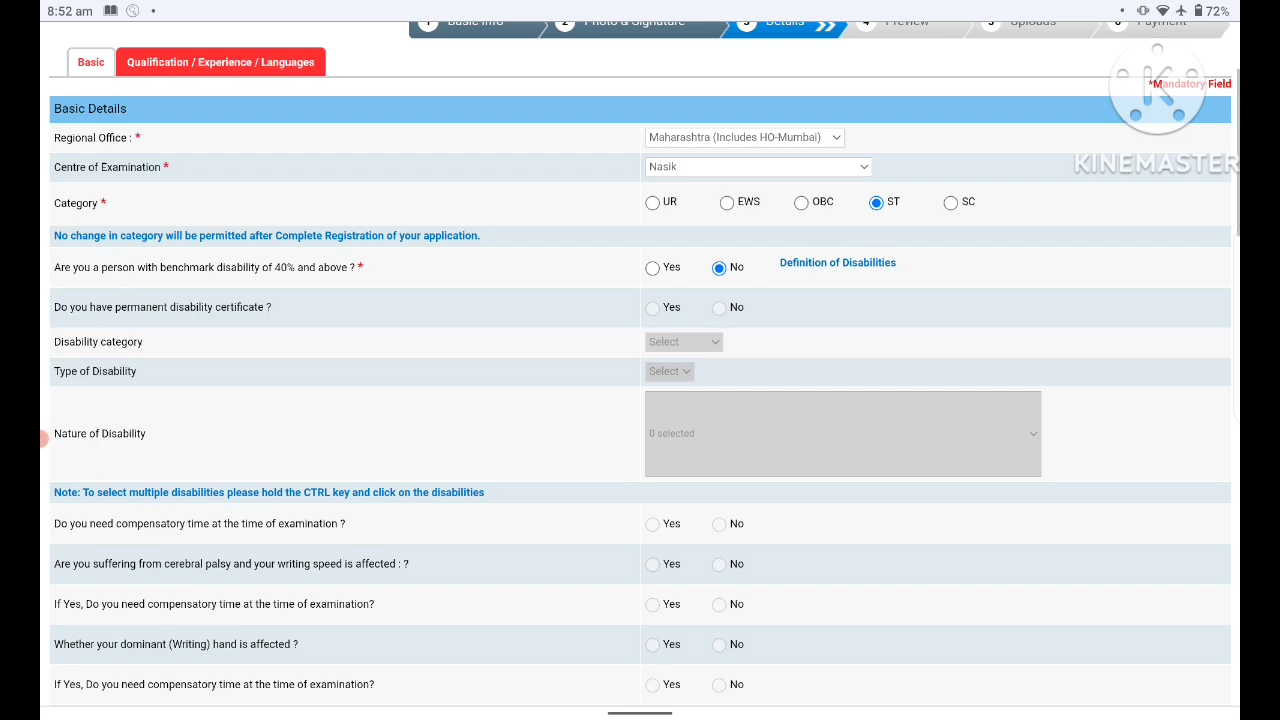 8:52 am
72%
1 Basic Info 2 Photo & Signature 3 Details 4 Preview 5 Uploads 6 Payment
Basic Qualification / Experience / Languages
*Mandatory Field
KINEMASTER
Basic Details
Regional Office : * Maharashtra (Includes HO-Mumbai)
Centre of Examination * Nasik
Category * UR EWS OBC ST SC
No change in category will be permitted after Complete Registration of your application.
Are you a person with benchmark disability of 40% and above ? * Yes No Definition of Disabilities
Do you have permanent disability certificate ? Yes No
Disability category Select
Type of Disability Select
Nature of Disability 0 selected
Note: To select multiple disabilities please hold the CTRL key and click on the disabilities
Do you need compensatory time at the time of examination ? Yes No
Are you suffering from cerebral palsy and your writing speed is affected : ? Yes No
If Yes, Do you need compensatory time at the time of examination? Yes No
Whether your dominant (Writing) hand is affected ? Yes No
If Yes, Do you need compensatory time at the time of examination? Yes No